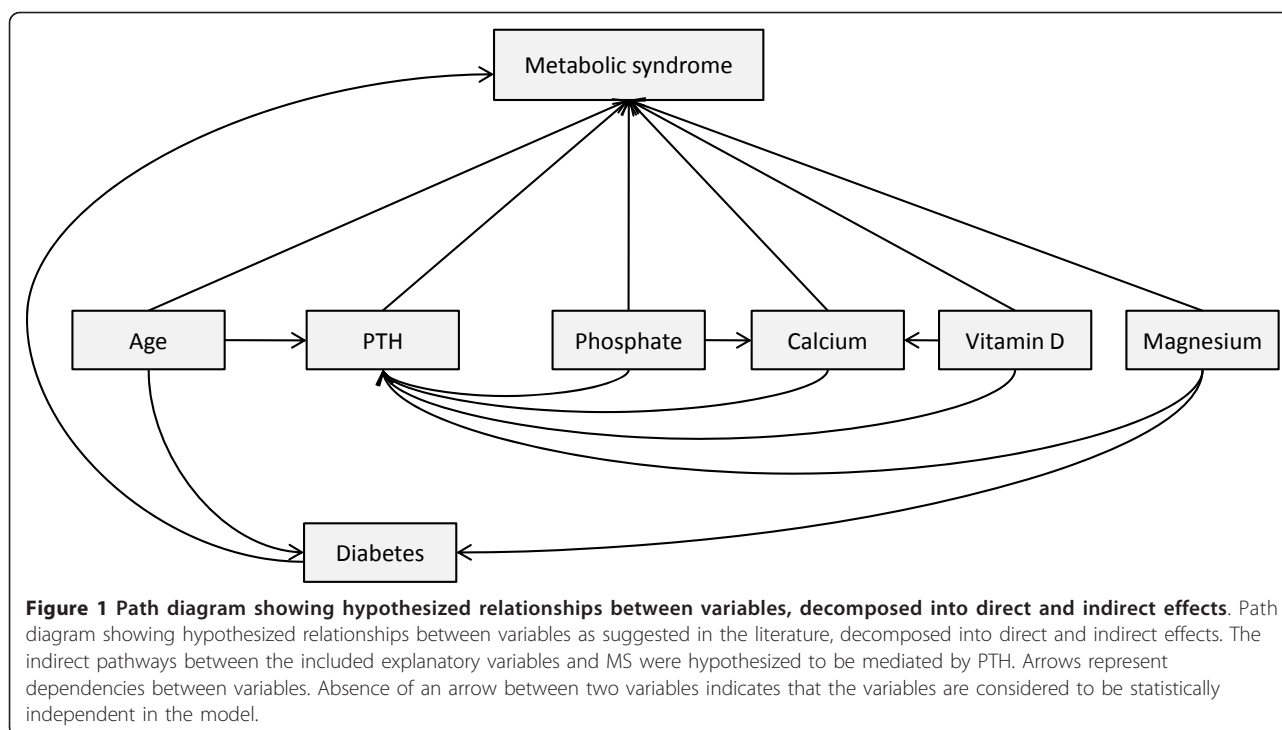 Metabolic syndrome
Age
PTH
Phosphate
Calcium
Vitamin D
Magnesium
Diabetes
Figure 1 Path diagram showing hypothesized relationships between variables, decomposed into direct and indirect effects. Path
diagram showing hypothesized relationships between variables as suggested in the literature, decomposed into direct and indirect effects. The
indirect pathways between the included explanatory variables and MS were hypothesized to be mediated by PTH. Arrows represent
dependencies between variables. Absence of an arrow between two variables indicates that the variables are considered to be statistically
independent in the model.